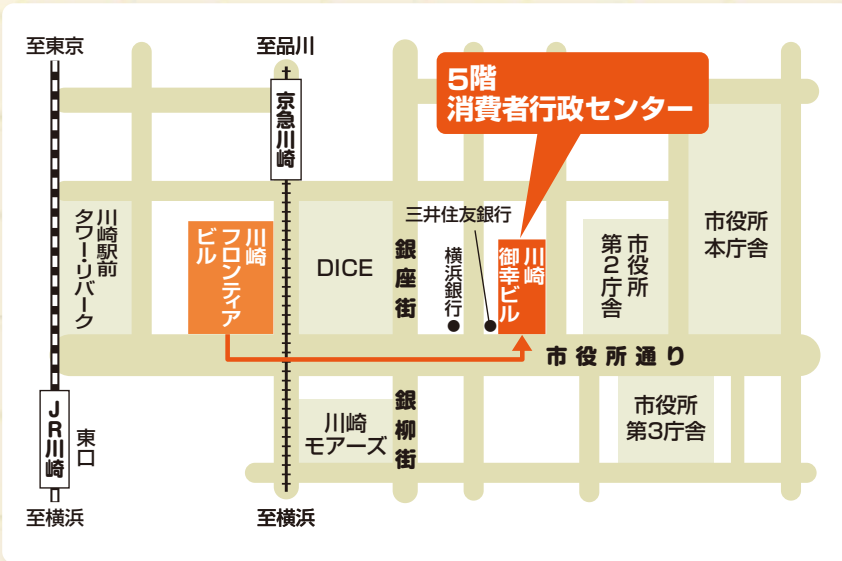 至東京
至品川
5階
消費者行政センター
京急川崎
川崎駅前
タワー・リバーク
川崎
フロンティア
ビル
DICE
銀座街
三井住友銀行
横浜銀行
川崎
御幸ビル
市役所
第2庁舎
市役所
本庁舎
市役所通り
JR川崎
東口
川崎
モアーズ
銀柳街
市役所
第3庁舎
至横浜
至横浜